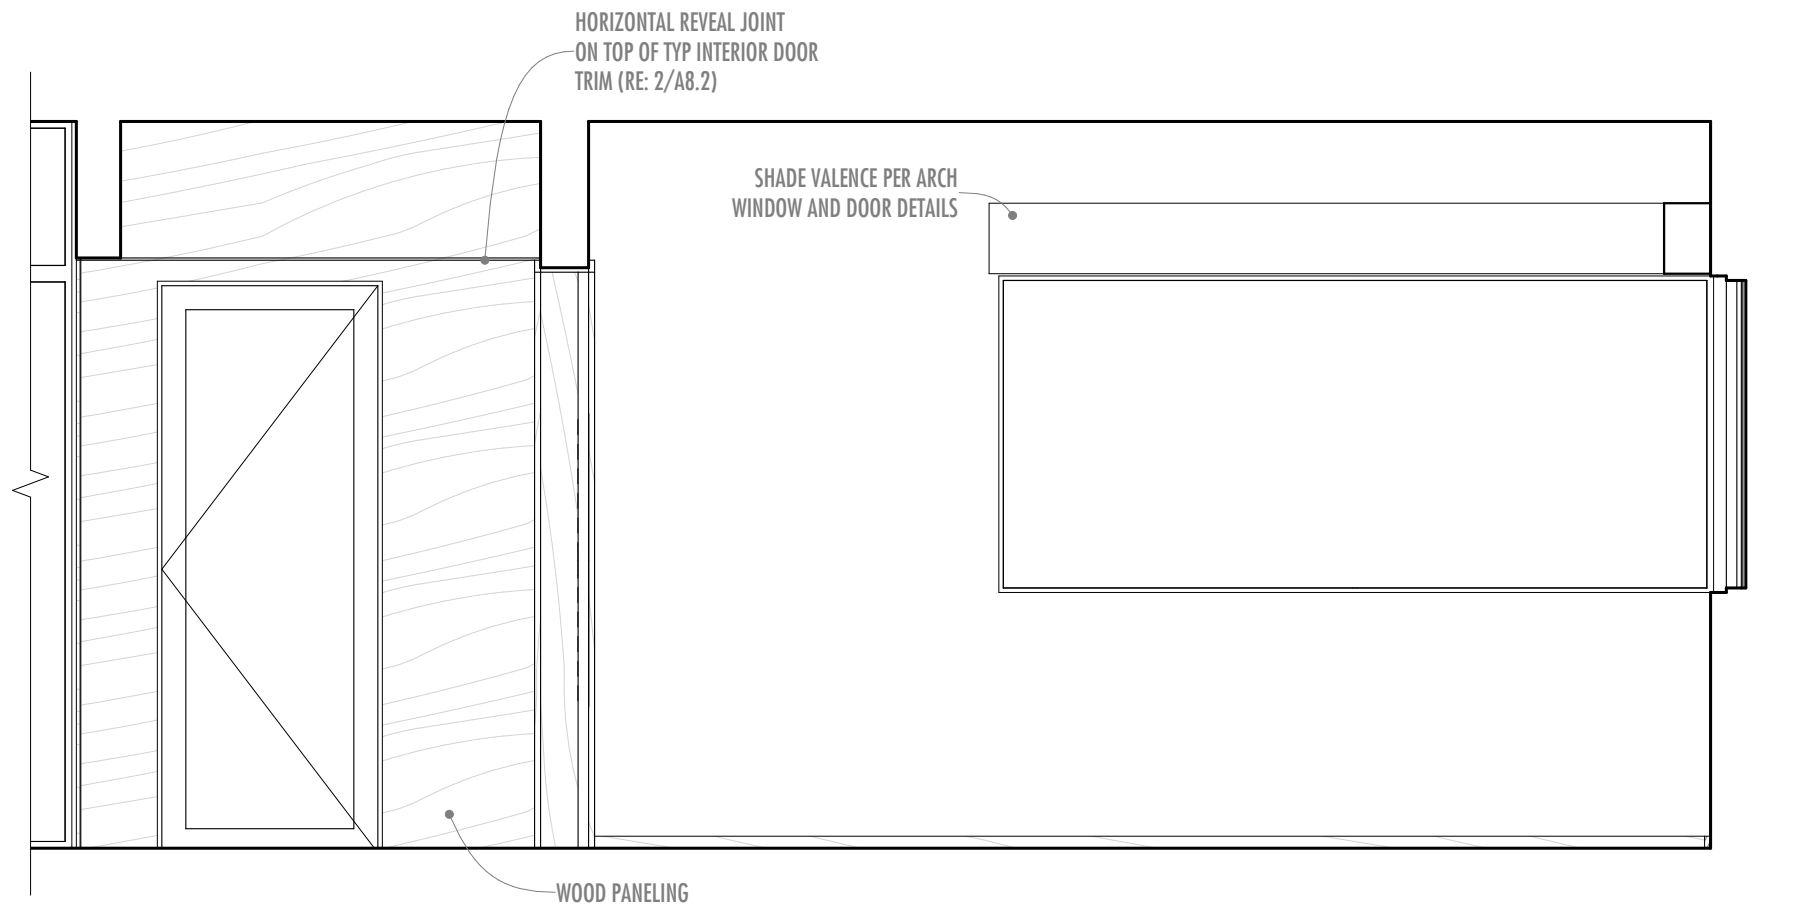 HORIZONTAL REVEAL JOINT
ON TOP OF TYP INTERIOR DOOR
TRIM (RE: 2/A8.2)
SHADE VALENCE PER ARCH
WINDOW AND DOOR DETAILS
WOOD PANELING